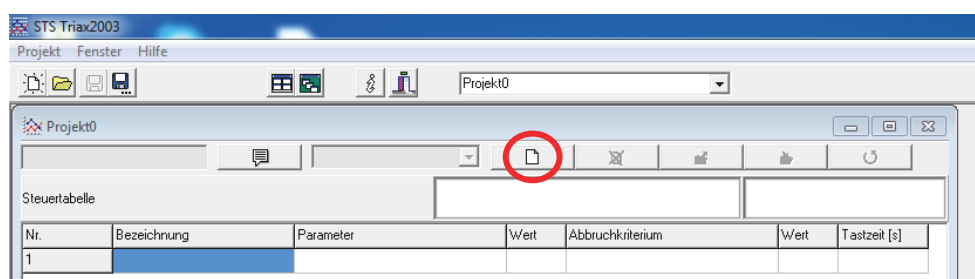 STS Triax2003
Projekt Fenster Hilfe
Projekt0
Projekt0
Steuertabelle
Nr. Bezeichnung Parameter Wert Abbruchkriterium Wert Tastzeit [s]
1